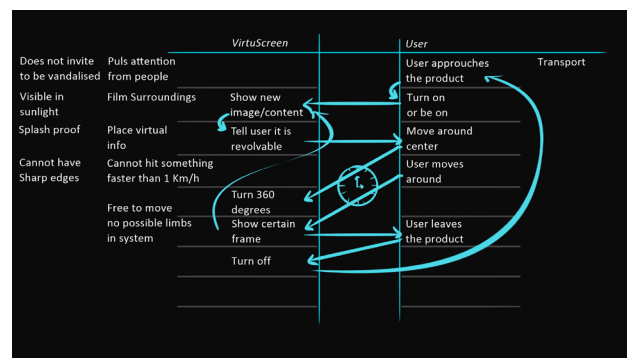 VirtuScreen
User
Does not invite
to be vandalised
Puls attention
from people
User approuches
the product
Transport
Visible in
sunlight
Film Surroundings
Show new
image/content
Turn on
or be on
Splash proof
Place virtual
info
Tell user it is
revolvable
Move around
center
Cannot have
Sharp edges
Cannot hit something
faster than 1 Km/h
User moves
around
Turn 360
degrees
Free to move
no possible limbs
in system
Show certain
frame
User leaves
the product
Turn off